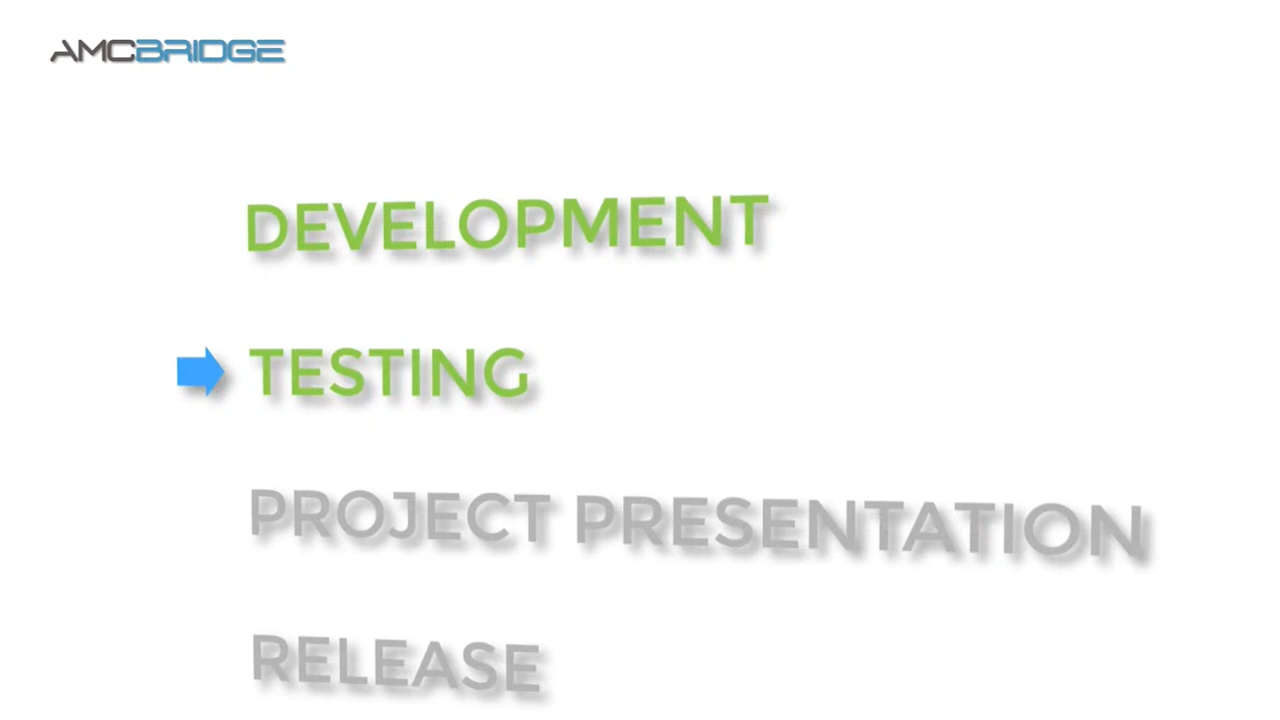 AMCBRIDGE
DEVELOPMENT
TESTING
PROJECT PRESENTATION
RELEASE